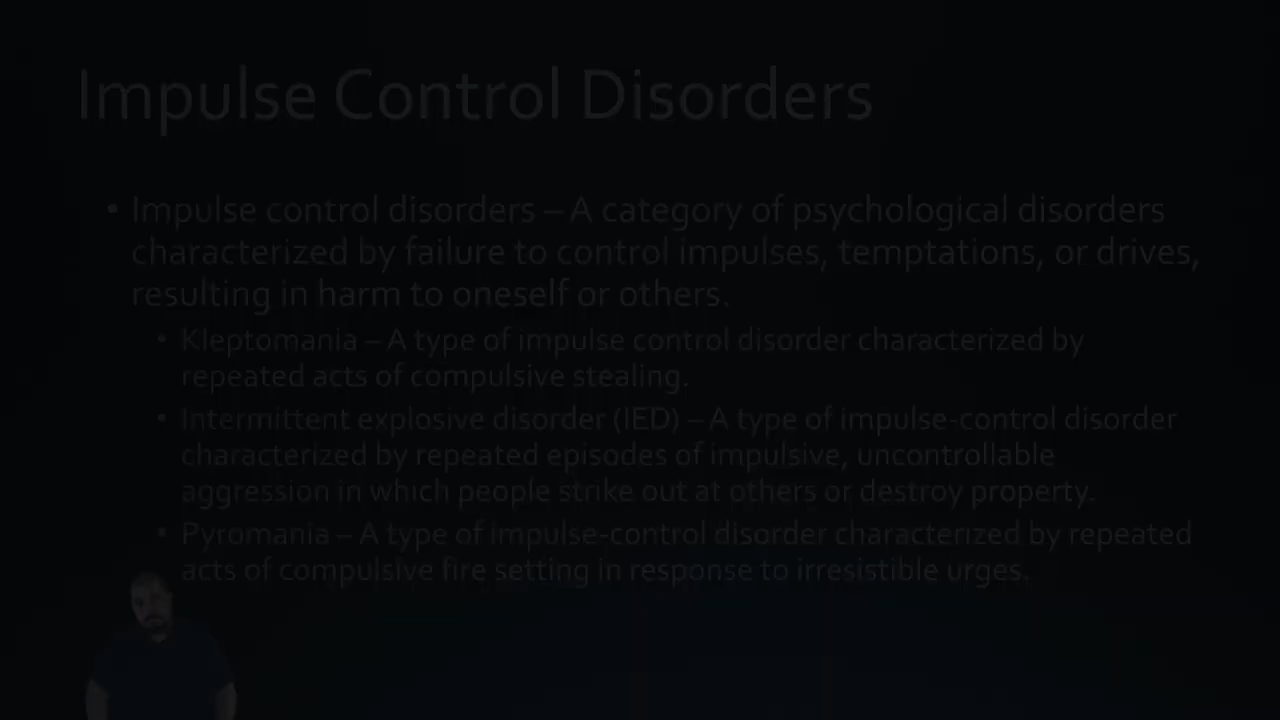 Impulse Control Disorders
• Impulse control disorders – A category of psychological disorders
characterized by failure to control impulses, temptations, or drives,
resulting in harm to oneself or others.
• Kleptomania – A type of impulse control disorder characterized by
repeated acts of compulsive stealing.
• Intermittent explosive disorder (IED) – A type of impulse-control disorder
characterized by repeated episodes of impulsive, uncontrollable
aggression in which people strike out at others or destroy property.
• Pyromania – A type of impulse-control disorder characterized by repeated
acts of compulsive fire setting in response to irresistible urges.